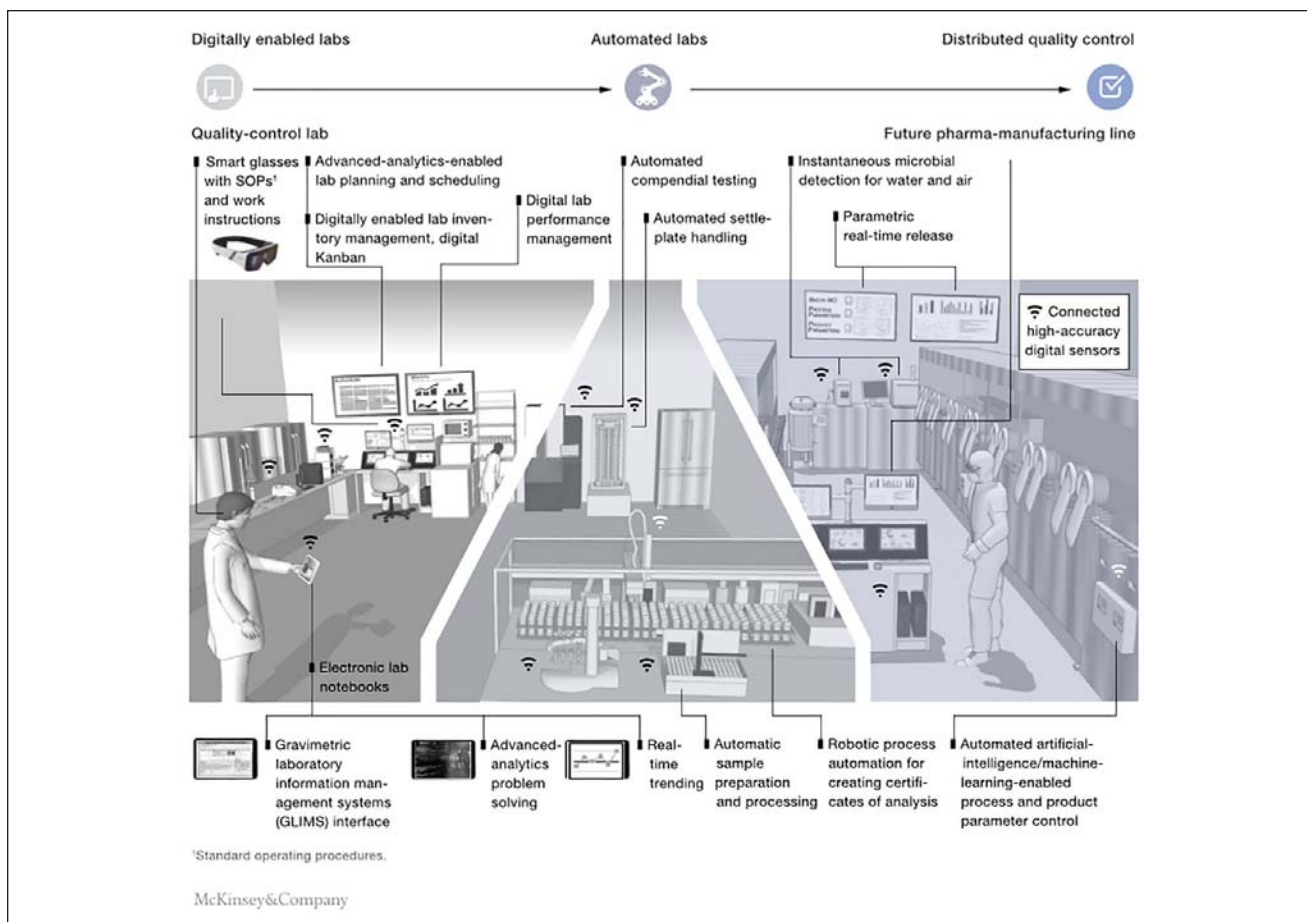 Digitally enabled labs
Automated labs
Distributed quality control
Quality-control lab
Future pharma-manufacturing line
Smart glasses
with SOPs¹
and work
instructions
Advanced-analytics-enabled
lab planning and scheduling
Digitally enabled lab inven-
tory management, digital
Kanban
Digital lab
performance
management
Automated
compendial testing
Automated settle-
plate handling
Instantaneous microbial
detection for water and air
Parametric
real-time release
Connected
high-accuracy
digital sensors
Process
Parameters
Product
Parameters
Electronic lab
notebooks
Gravimetric
laboratory
information man-
agement systems
(GLIMS) interface
Advanced-
analytics
problem
solving
Real-
time
trending
Automatic
sample
preparation
and processing
Robotic process
automation for
creating certifi-
cates of analysis
Automated artificial-
intelligence/machine-
learning-enabled
process and product
parameter control
¹Standard operating procedures.
McKinsey&Company